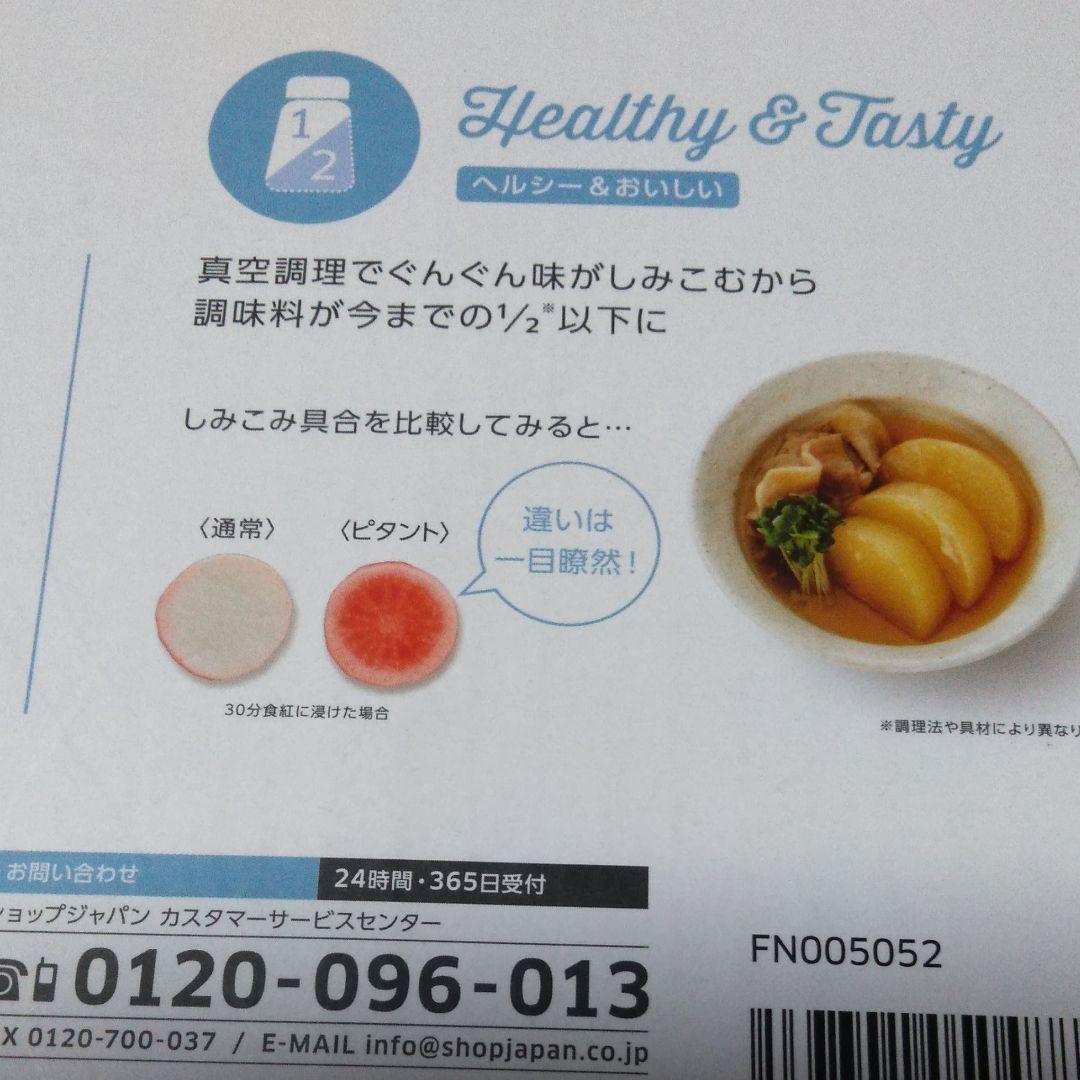 1
2
Healthy & Tasty
ヘルシー&おいしい
真空調理でぐんぐん味がしみこむから
調味料が今までの1/2※以下に
しみこみ具合を比較してみると…
〈通常〉
〈ピタント〉
違いは
一目瞭然!
30分食紅に浸けた場合
※調理法や具材により異なり
お問い合わせ
24時間・365日受付
ョップジャパン カスタマーサービスセンター
0120-096-013
X 0120-700-037 / E-MAIL info@shopjapan.co.jp
FN005052